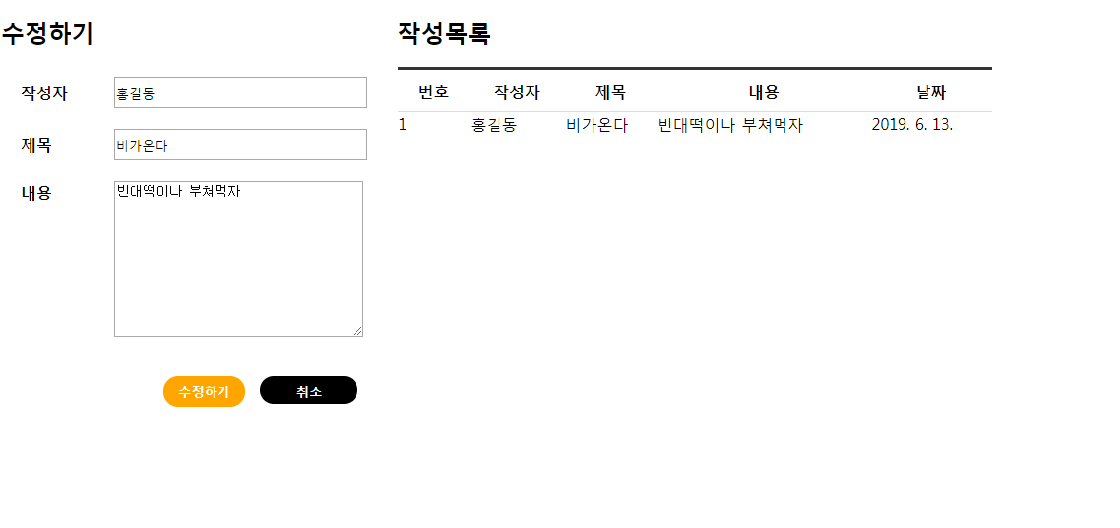 수정하기
작성자
홍길동
제목
비가온다
내용
빈대떡이나 부쳐먹자
수정하기
취소
작성목록
번호 작성자 제목 내용 날짜
1 홍길동 비가온다 빈대떡이나 부쳐먹자 2019. 6. 13.